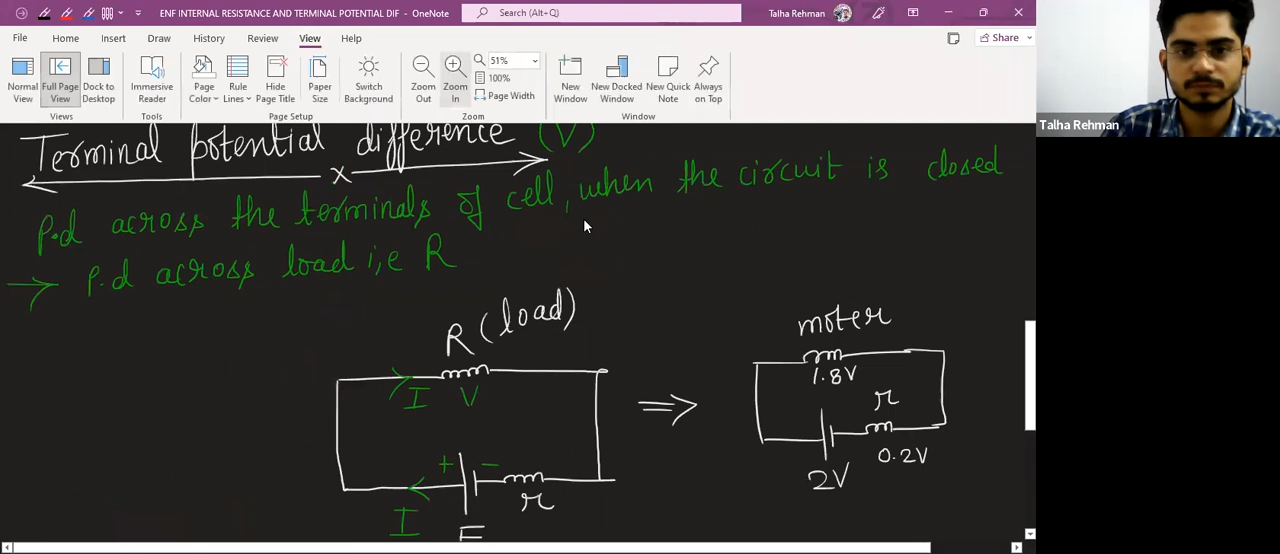 ENF INTERNAL RESISTANCE AND TERMINAL POTENTIAL DIF - OneNote
Search (Alt+Q)
Talha Rehman
File Home Insert Draw History Review View Help
Share
Normal View
Full Page View
Dock to Desktop
Immersive Reader
Page Color
Rule Lines
Hide Page Title
Paper Size
Switch Background
Zoom Out
Zoom In
51%
100%
Page Width
New Window
New Docked Window
New Quick Note
Always on Top
Views Tools Page Setup Zoom Window
Talha Rehman
Terminal potential difference (V)
x
P.d across the terminals of cell, when the circuit is closed
→ P.d across load i,e R
R (load)
I V
+ -
r
I E
⇒
moter
1.8V
r
0.2V
2V